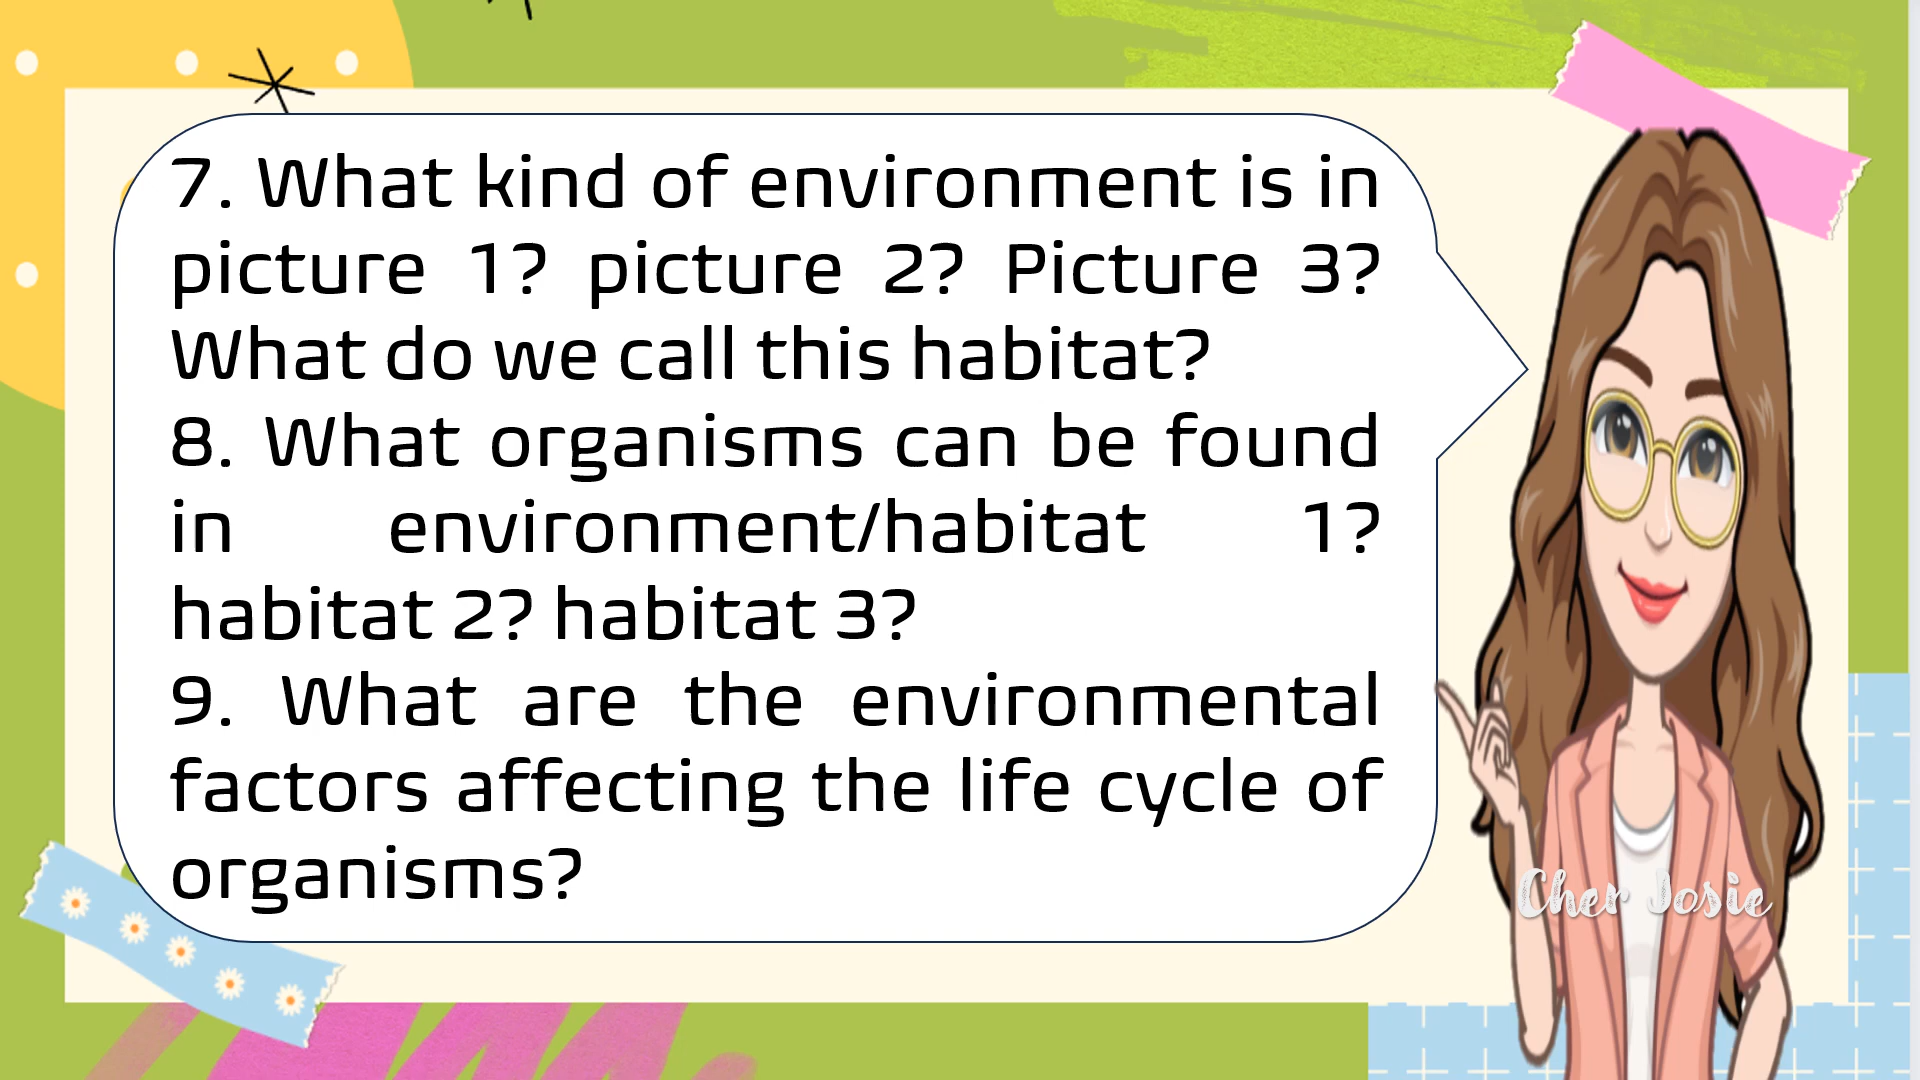 7. What kind of environment is in
picture 1? picture 2? Picture 3?
What do we call this habitat?
8. What organisms can be found
in environment/habitat 1?
habitat 2? habitat 3?
9. What are the environmental
factors affecting the life cycle of
organisms?
Cher Josie